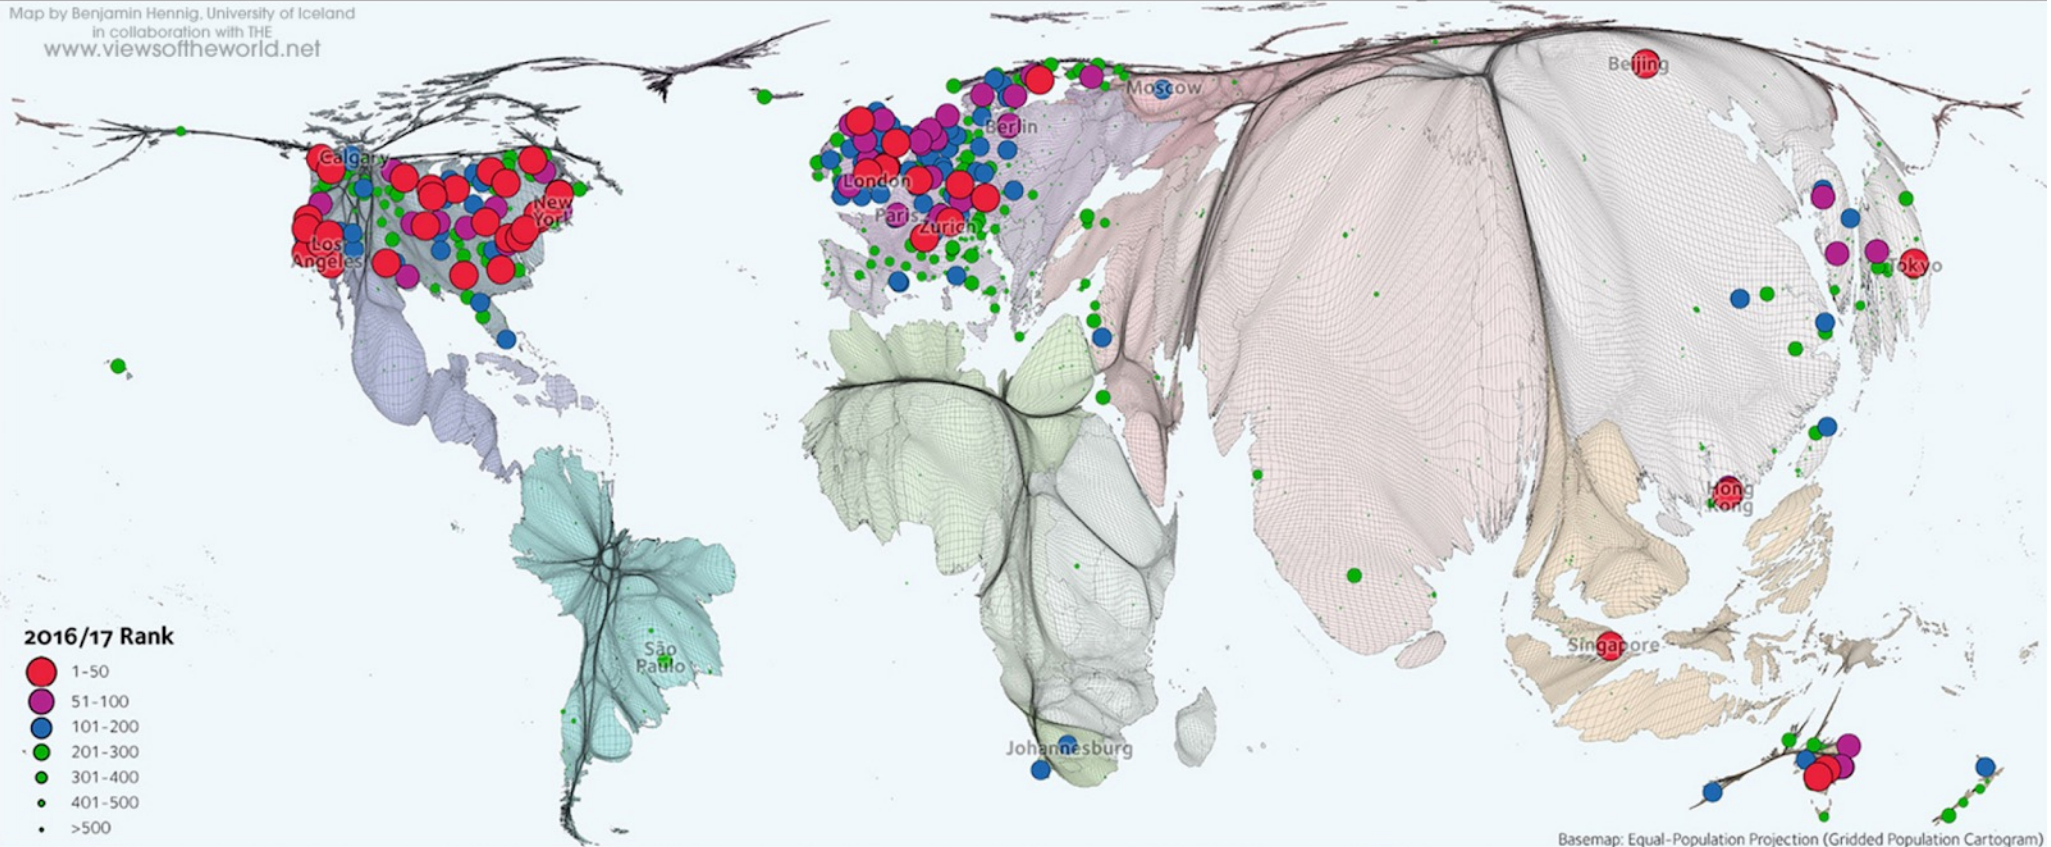 Map by Benjamin Hennig, University of Iceland
in collaboration with THE
www.viewsoftheworld.net
Beijing
Moscow
Berlin
Calgary
London
New
York
Paris
Zurich
Los
Angeles
Tokyo
Hong
Kong
São
Paulo
Singapore
Johannesburg
2016/17 Rank
1-50
51-100
101-200
201-300
301-400
401-500
>500
Basemap: Equal-Population Projection (Gridded Population Cartogram)